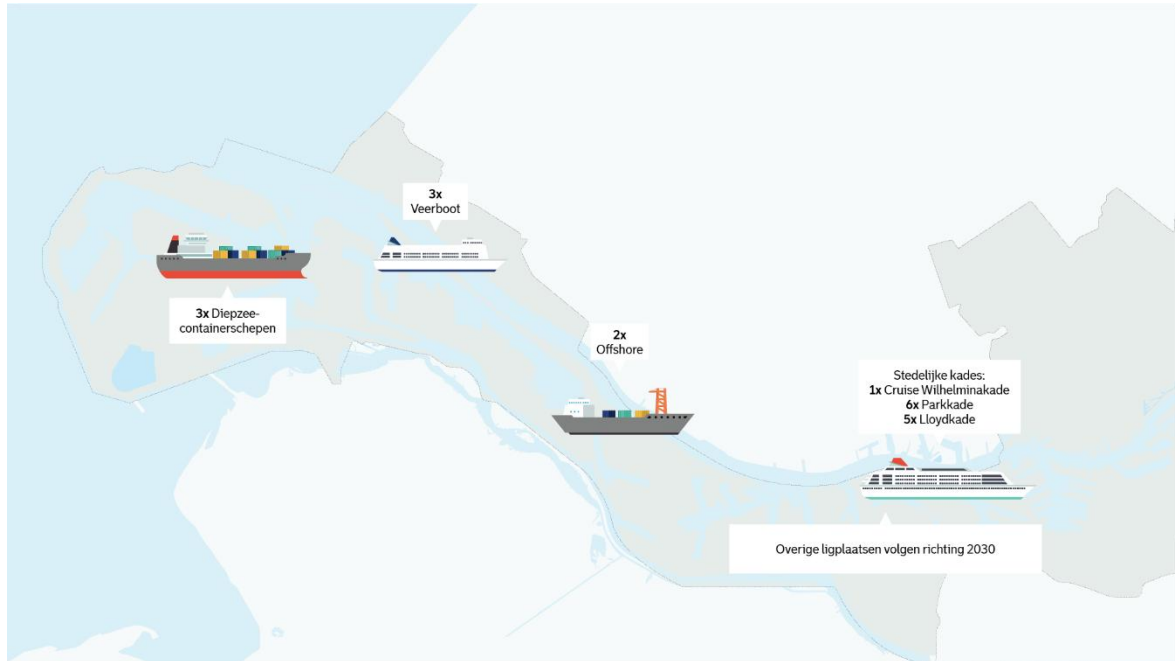 3x
Veerboot
3x Diepzee-
containerschepen
2x
Offshore
Stedelijke kades:
1x Cruise Wilhelminakade
6x Parkkade
5x Lloydkade
Overige ligplaatsen volgen richting 2030